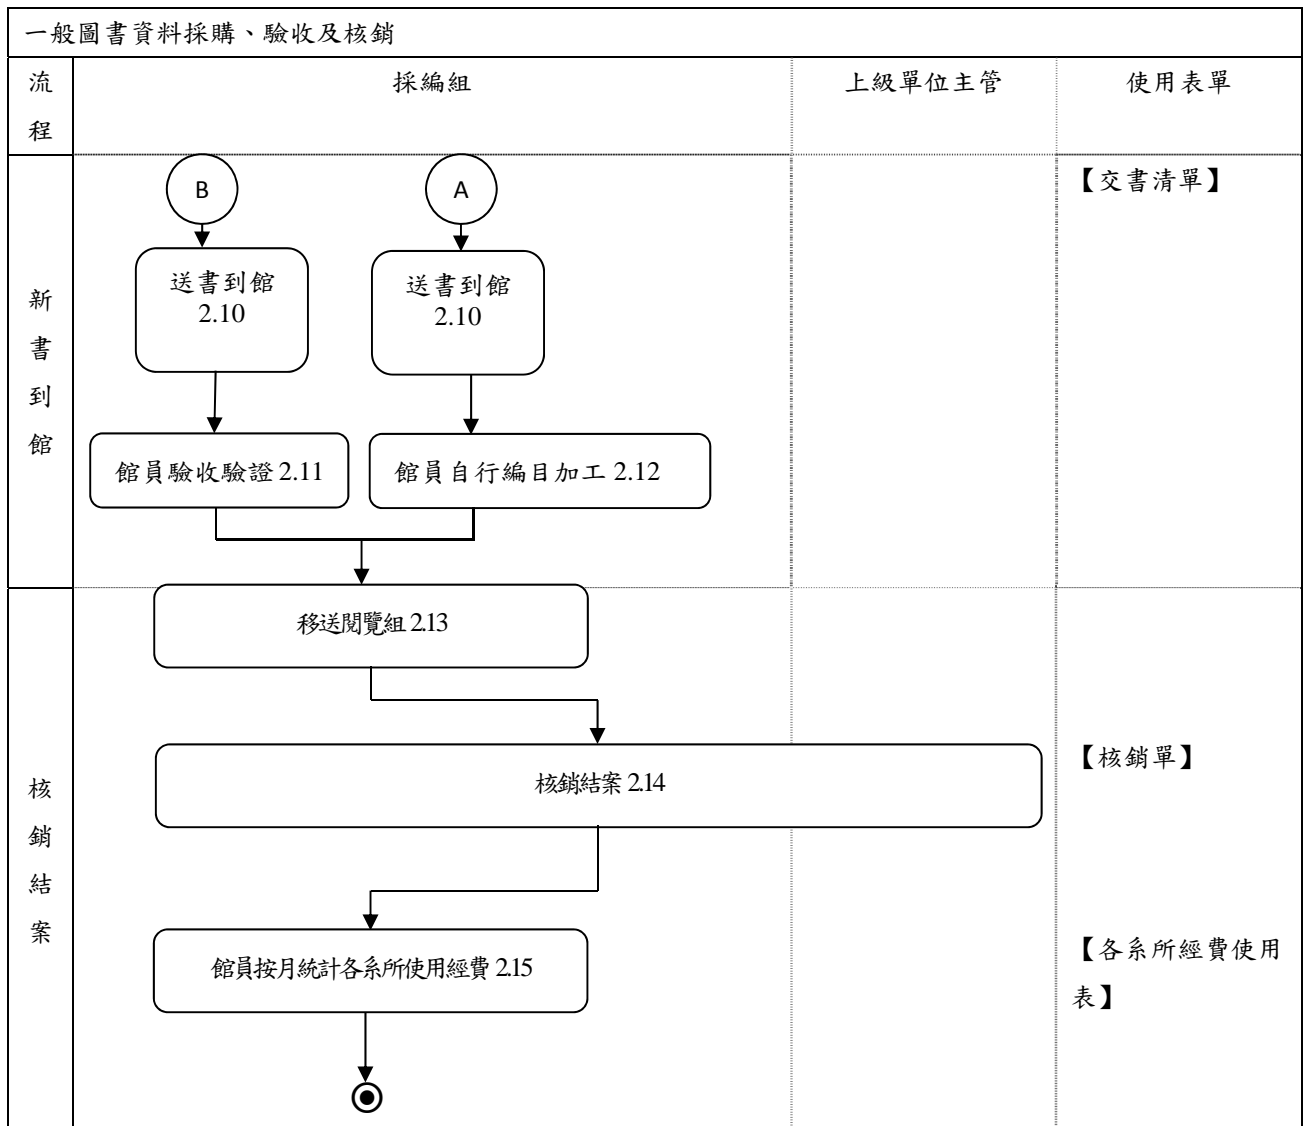 一般圖書資料採購、驗收及核銷
流
程
採編組
上級單位主管
使用表單
新
書
到
館
B
A
【交書清單】
送書到館
2.10
送書到館
2.10
館員驗收驗證 2.11
館員自行編目加工 2.12
核
銷
結
案
移送閱覽組 2.13
核銷結案 2.14
【核銷單】
館員按月統計各系所使用經費 2.15
【各系所經費使用
表】